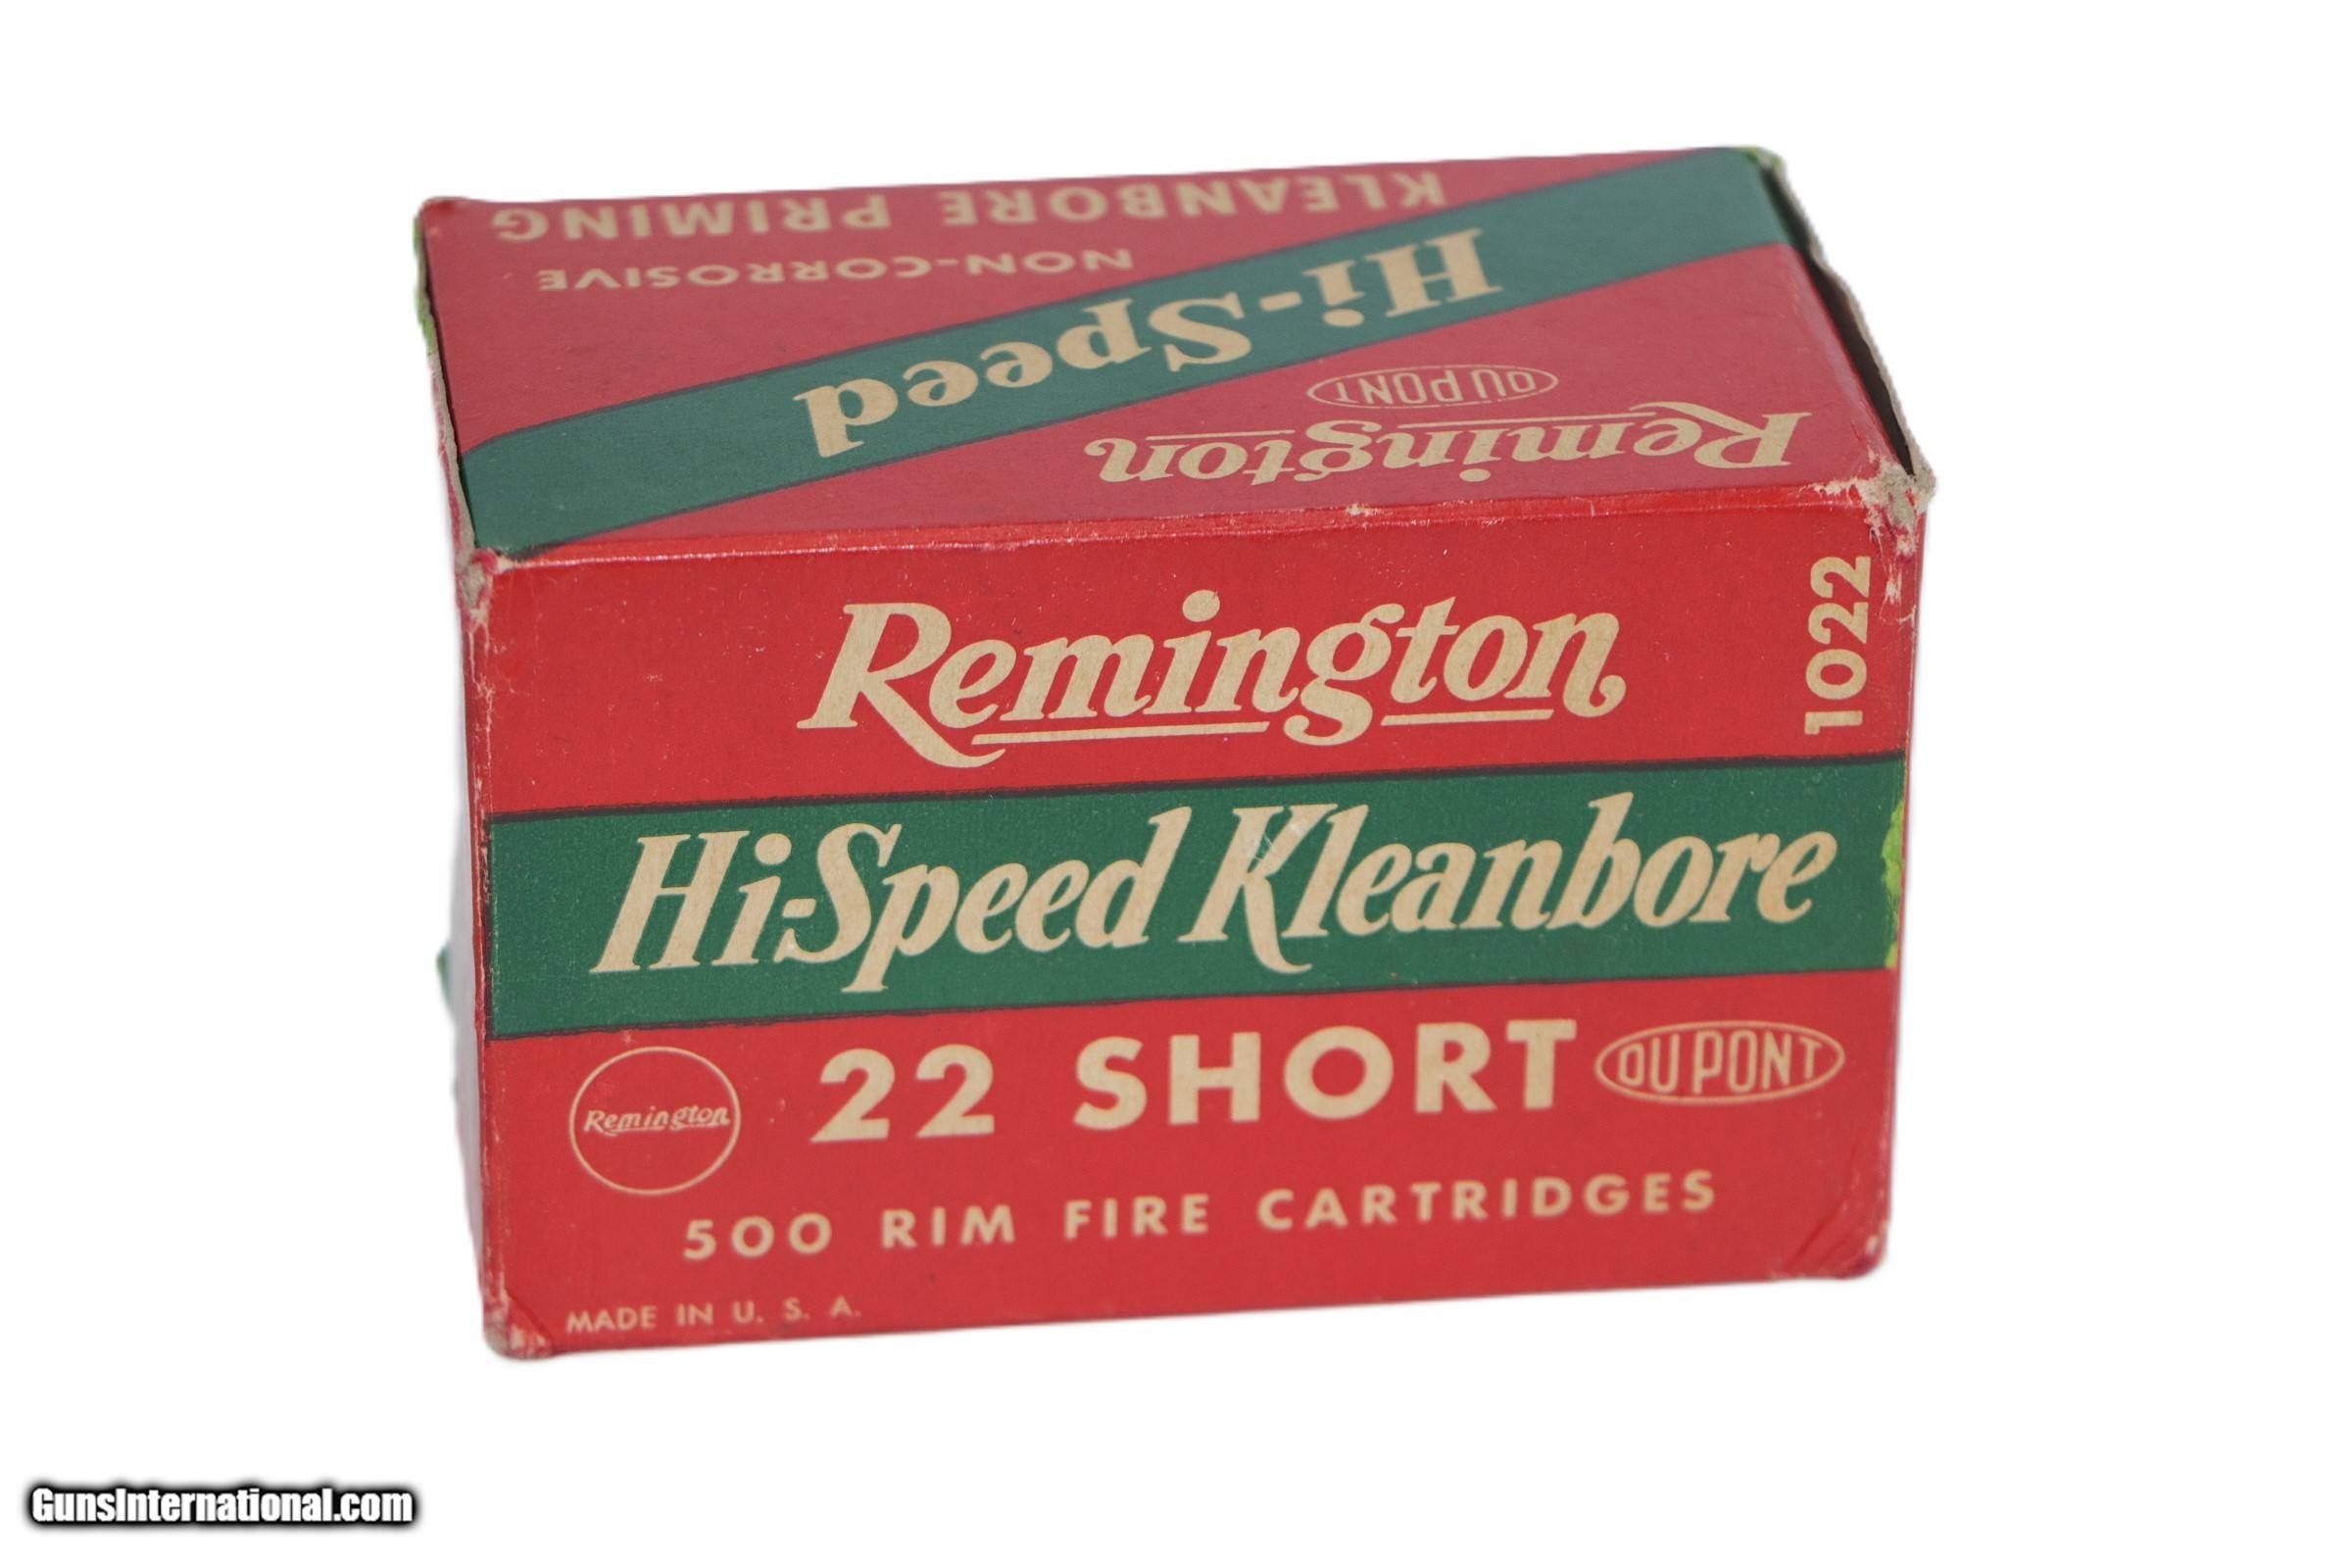 KLEANBORE PRIMING
NON-CORROSIVE
Hi-Speed
DU PONT
Remington
Remington
1022
Hi-Speed Kleanbore
22 SHORT
DU PONT
Remington
500 RIM FIRE CARTRIDGES
MADE IN U. S. A.
GunsInternational.com